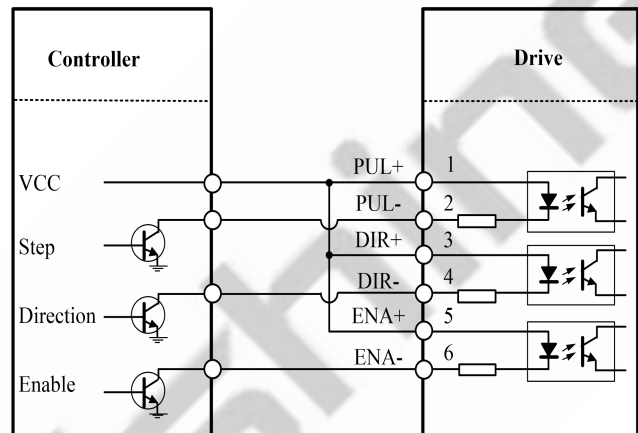 Controller
Drive
VCC
Step
Direction
Enable
PUL+ 1
PUL- 2
DIR+ 3
DIR- 4
ENA+ 5
ENA- 6